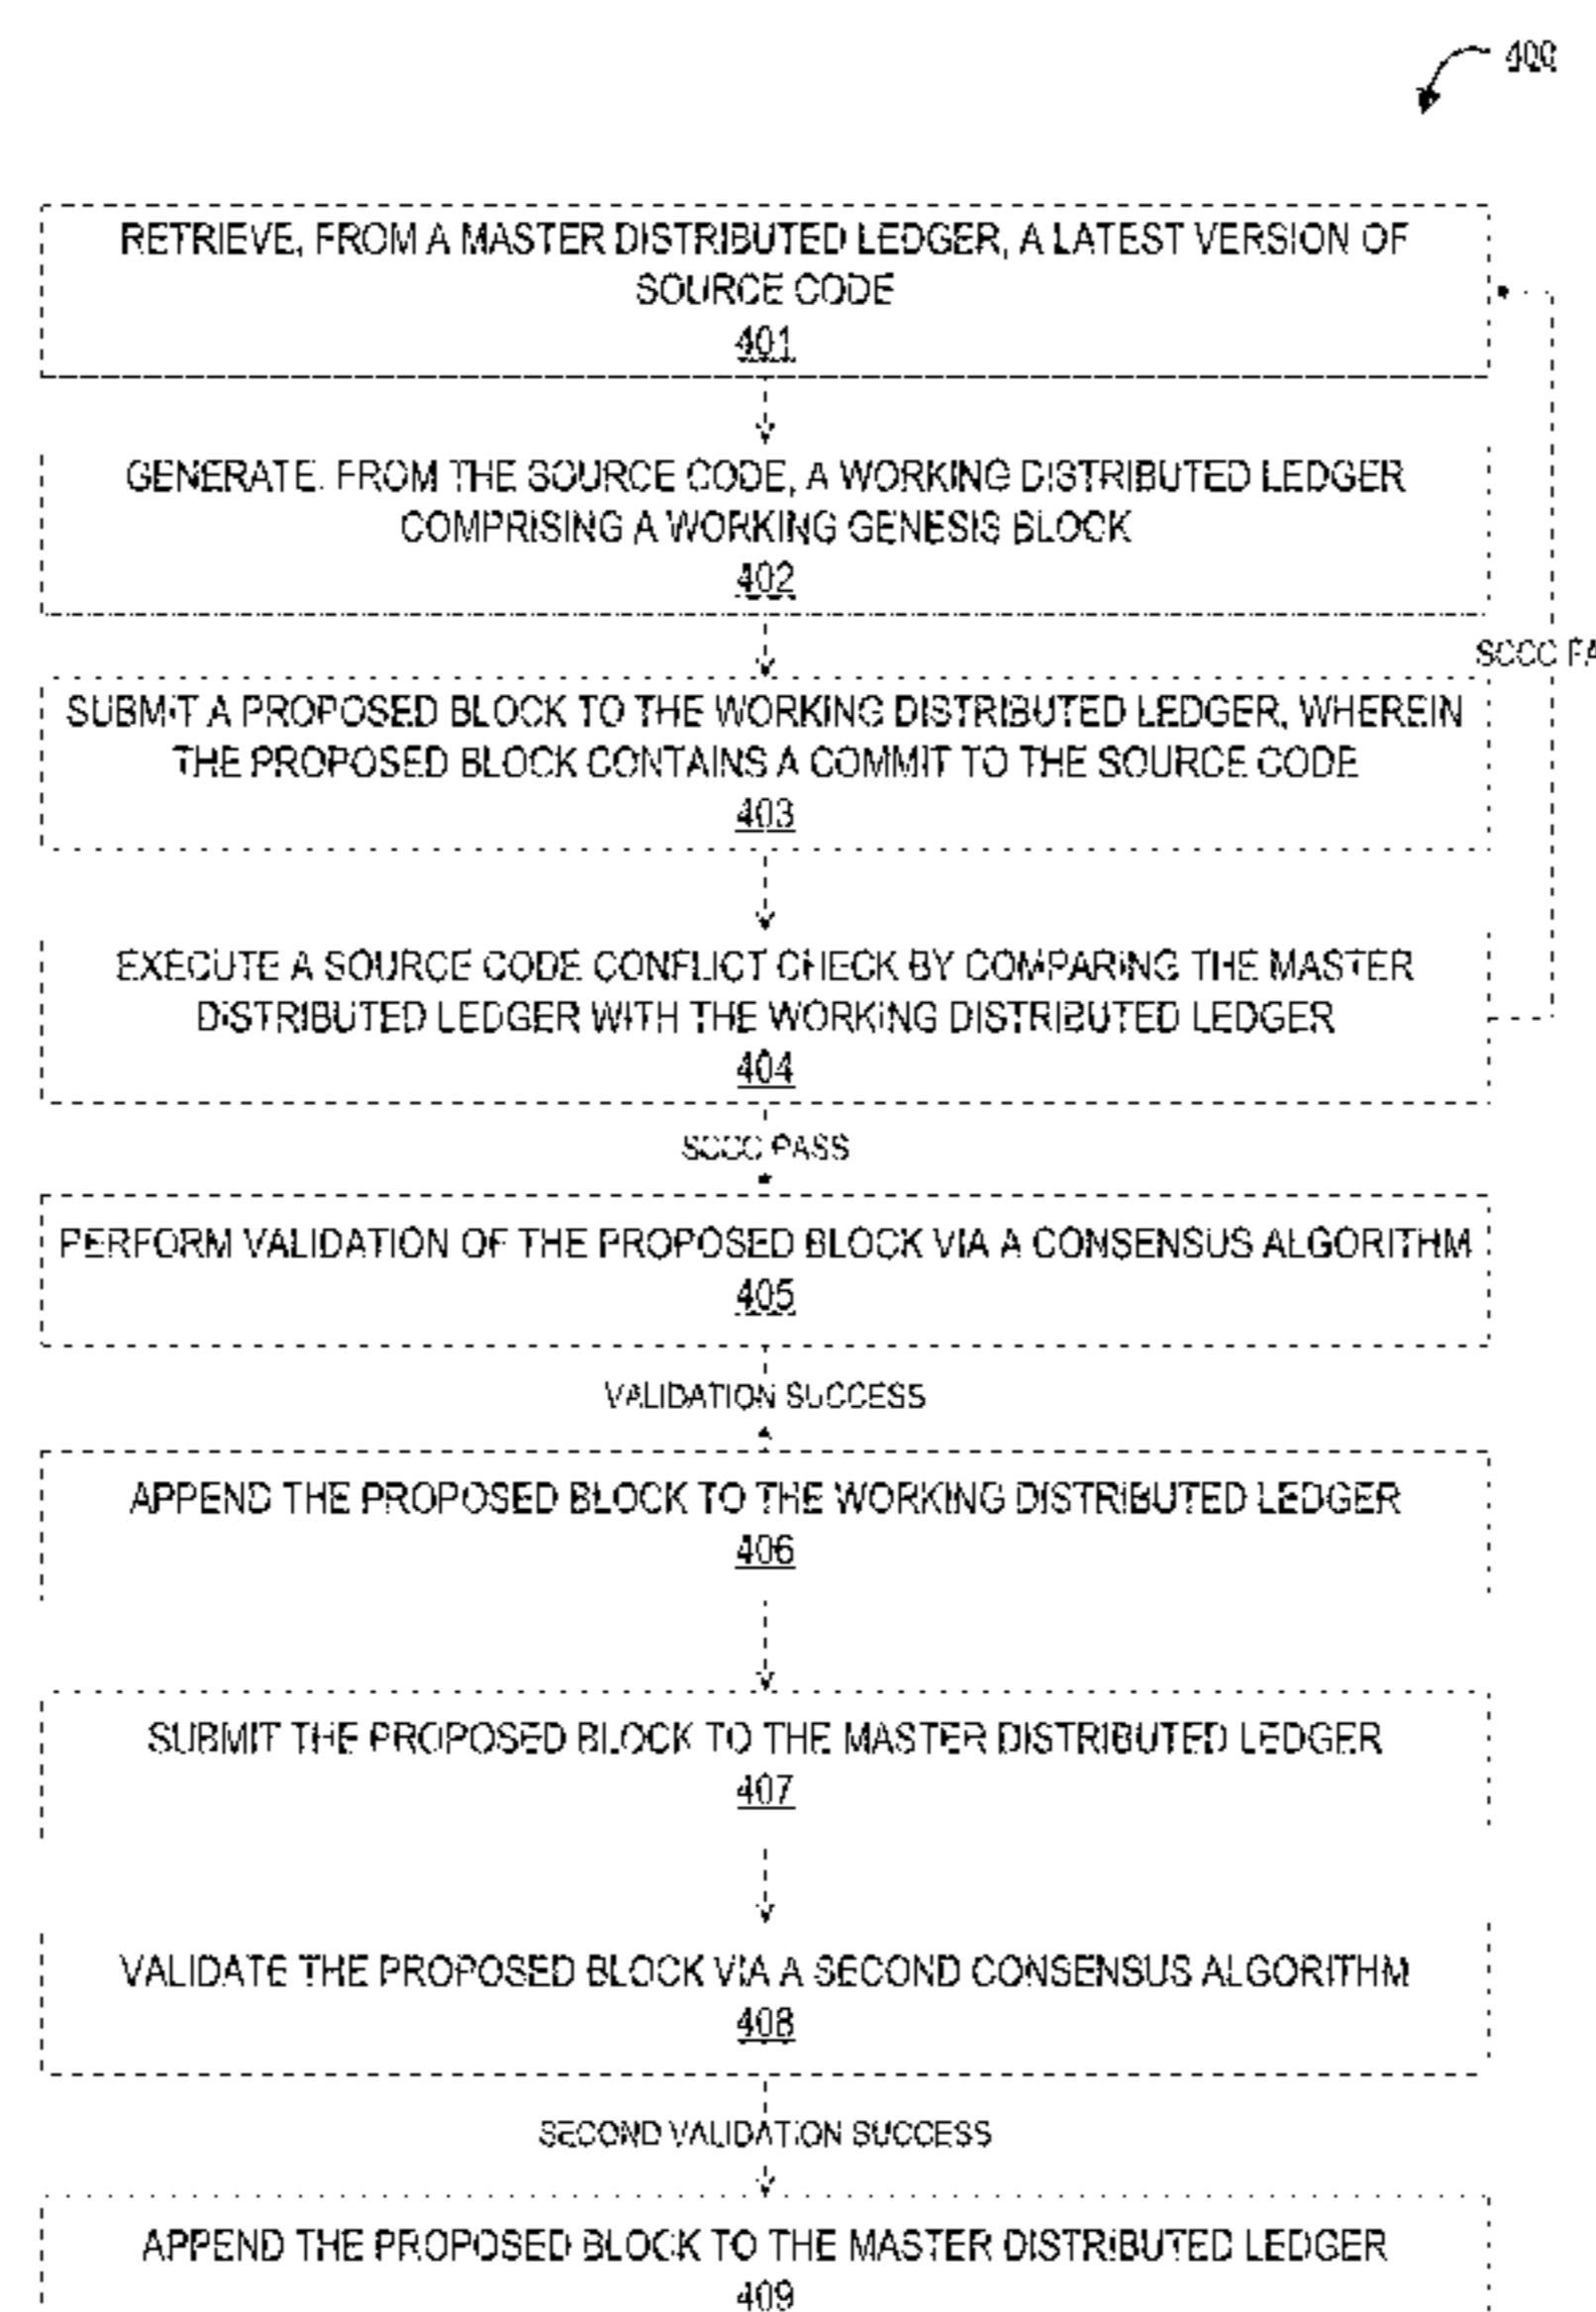 400
RETRIEVE, FROM A MASTER DISTRIBUTED LEDGER, A LATEST VERSION OF
SOURCE CODE
401
GENERATE, FROM THE SOURCE CODE, A WORKING DISTRIBUTED LEDGER
COMPRISING A WORKING GENESIS BLOCK
402
SCCC FA
SUBMIT A PROPOSED BLOCK TO THE WORKING DISTRIBUTED LEDGER, WHEREIN
THE PROPOSED BLOCK CONTAINS A COMMIT TO THE SOURCE CODE
403
EXECUTE A SOURCE CODE CONFLICT CHECK BY COMPARING THE MASTER
DISTRIBUTED LEDGER WITH THE WORKING DISTRIBUTED LEDGER
404
SCCC PASS
PERFORM VALIDATION OF THE PROPOSED BLOCK VIA A CONSENSUS ALGORITHM
405
VALIDATION SUCCESS
APPEND THE PROPOSED BLOCK TO THE WORKING DISTRIBUTED LEDGER
406
SUBMIT THE PROPOSED BLOCK TO THE MASTER DISTRIBUTED LEDGER
407
VALIDATE THE PROPOSED BLOCK VIA A SECOND CONSENSUS ALGORITHM
408
SECOND VALIDATION SUCCESS
APPEND THE PROPOSED BLOCK TO THE MASTER DISTRIBUTED LEDGER
409